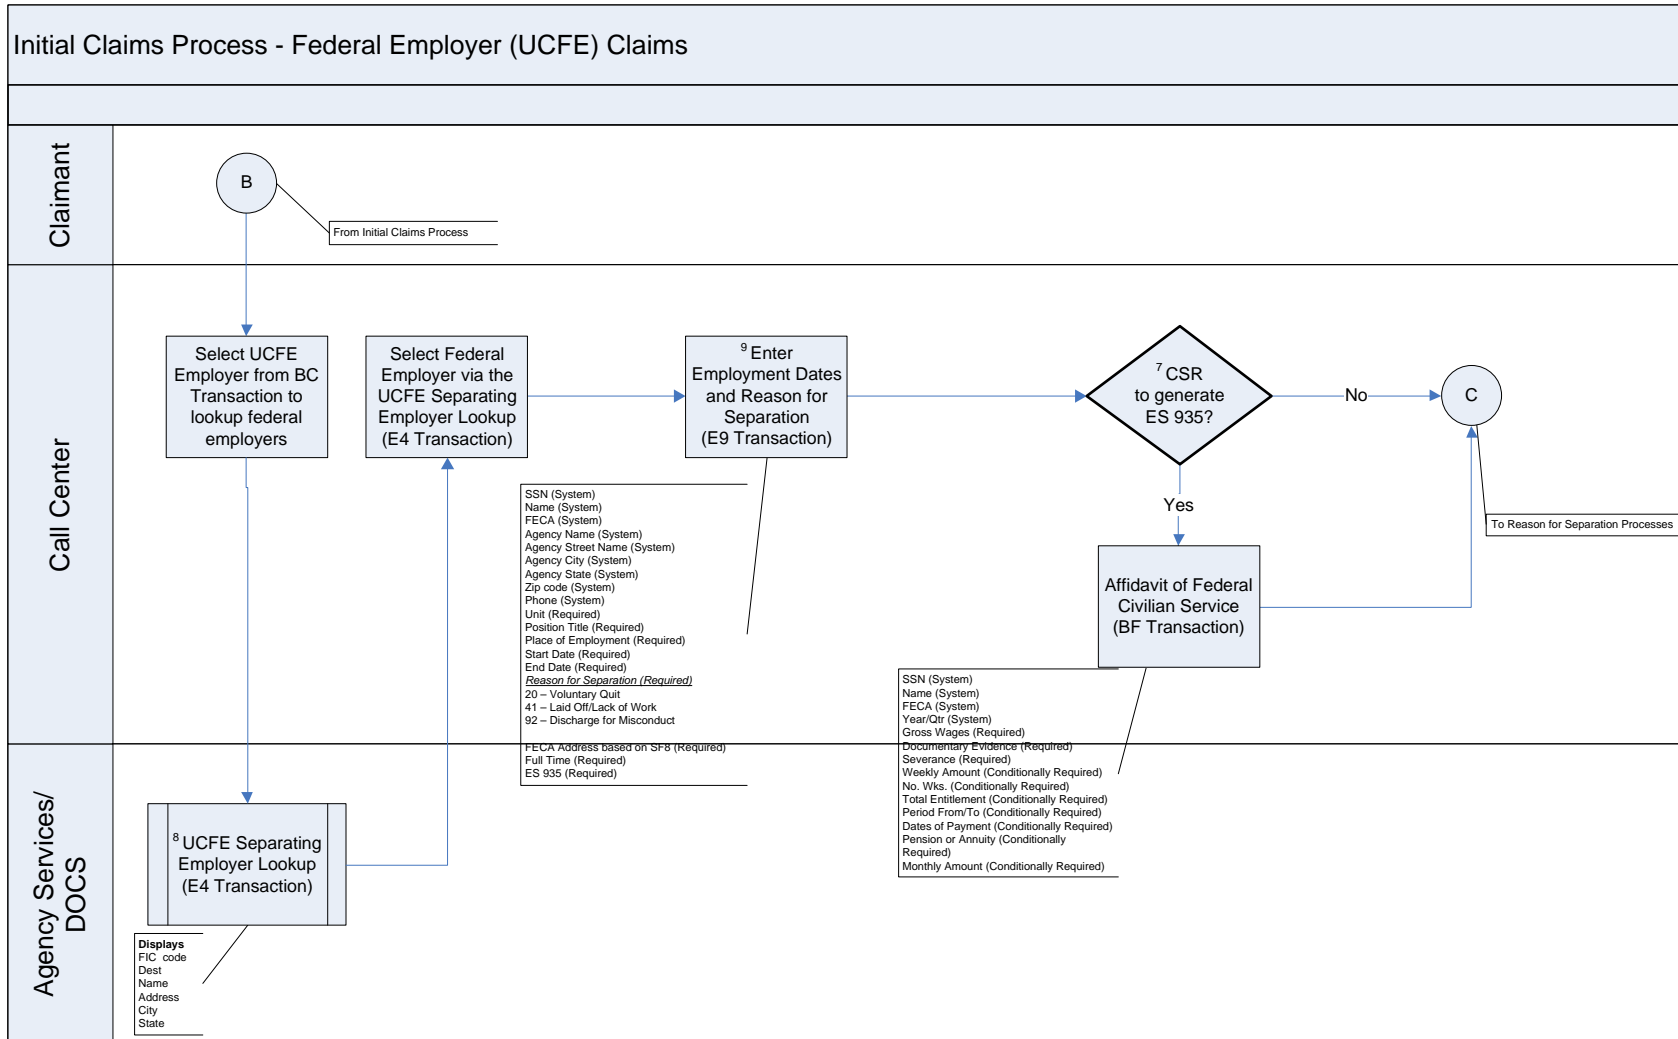 Initial Claims Process - Federal Employer (UCFE) Claims
Claimant
B
From Initial Claims Process
Call Center
Select UCFE
Employer from BC
Transaction to
lookup federal
employers
Select Federal
Employer via the
UCFE Separating
Employer Lookup
(E4 Transaction)
9 Enter
Employment Dates
and Reason for
Separation
(E9 Transaction)
7 CSR
to generate
ES 935?
No
C
Yes
To Reason for Separation Processes
SSN (System)
Name (System)
FECA (System)
Agency Name (System)
Agency Street Name (System)
Agency City (System)
Agency State (System)
Zip code (System)
Phone (System)
Unit (Required)
Position Title (Required)
Place of Employment (Required)
Start Date (Required)
End Date (Required)
Reason for Separation (Required)
20 – Voluntary Quit
41 – Laid Off/Lack of Work
92 – Discharge for Misconduct
FECA Address based on SF8 (Required)
Full Time (Required)
ES 935 (Required)
Affidavit of Federal
Civilian Service
(BF Transaction)
SSN (System)
Name (System)
FECA (System)
Year/Qtr (System)
Gross Wages (Required)
Documentary Evidence (Required)
Severance (Required)
Weekly Amount (Conditionally Required)
No. Wks. (Conditionally Required)
Total Entitlement (Conditionally Required)
Period From/To (Conditionally Required)
Dates of Payment (Conditionally Required)
Pension or Annuity (Conditionally
Required)
Monthly Amount (Conditionally Required)
Agency Services/
DOCS
8 UCFE Separating
Employer Lookup
(E4 Transaction)
Displays
FIC code
Dest
Name
Address
City
State